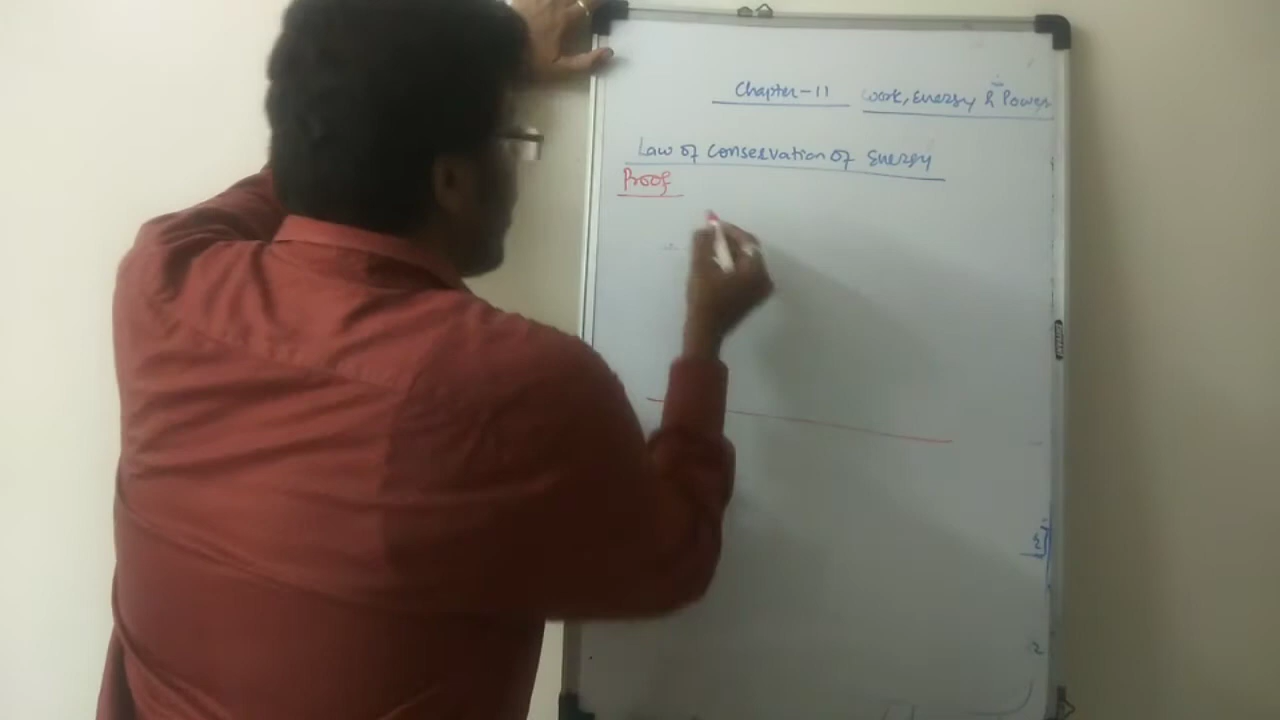 Chapter-11 Work, Energy & Power
Law of Conservation of Energy
Proof